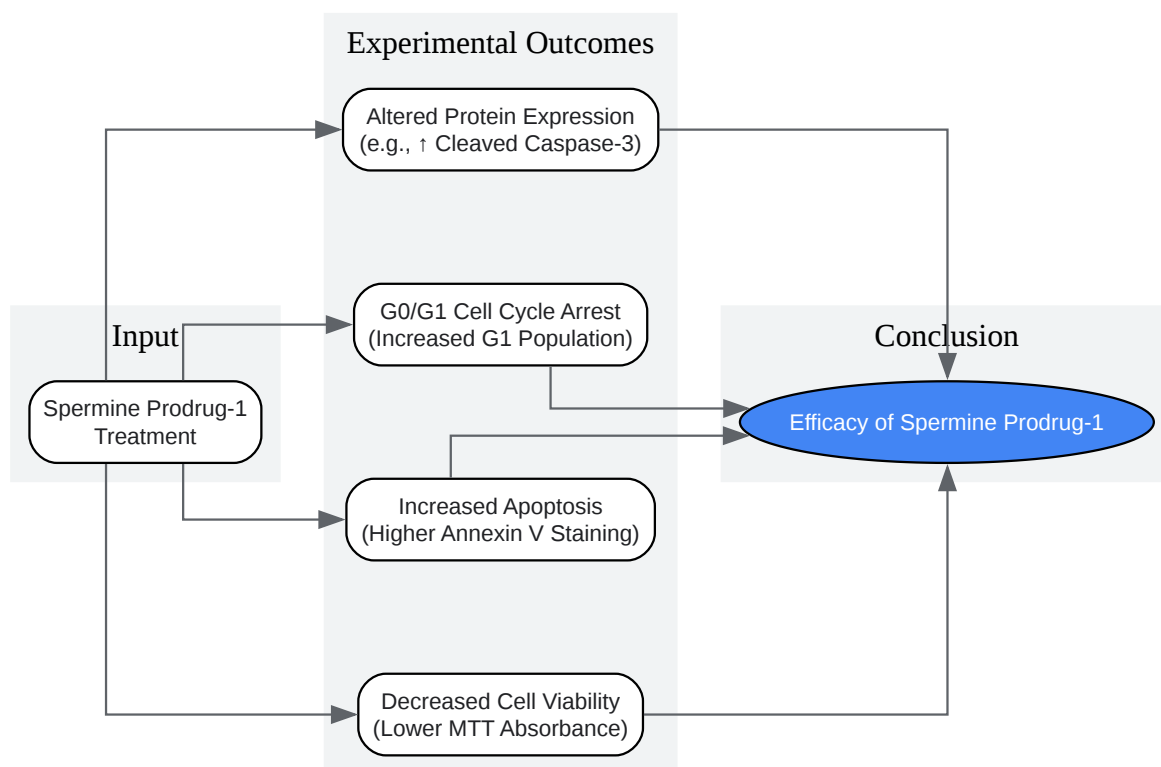 Experimental Outcomes
Altered Protein Expression
(e.g., ↑ Cleaved Caspase-3)
G0/G1 Cell Cycle Arrest
(Increased G1 Population)
Input
Conclusion
Spermine Prodrug-1
Treatment
Efficacy of Spermine Prodrug-1
Increased Apoptosis
(Higher Annexin V Staining)
Decreased Cell Viability
(Lower MTT Absorbance)